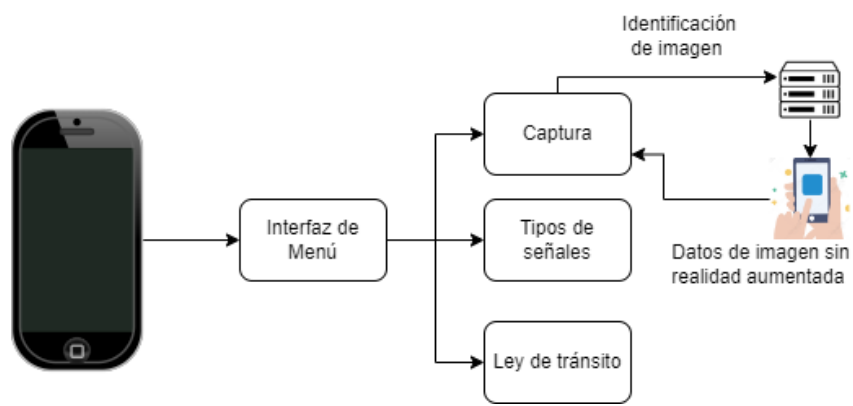 Identificación
de imagen
Captura
Interfaz de
Menú
Tipos de
señales
Datos de imagen sin
realidad aumentada
Ley de tránsito